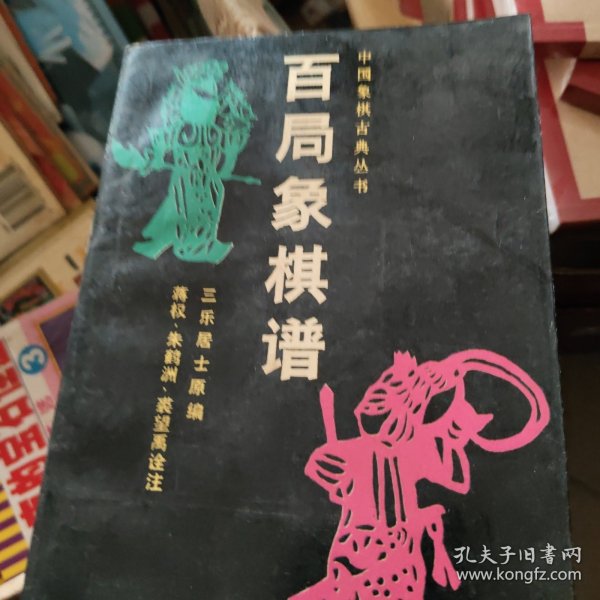 中国象棋古典丛书
百局象棋谱
三乐居士原编
蒋权、朱鹤洲、裘望禹诠注
孔夫子旧书网
www.kongfz.com